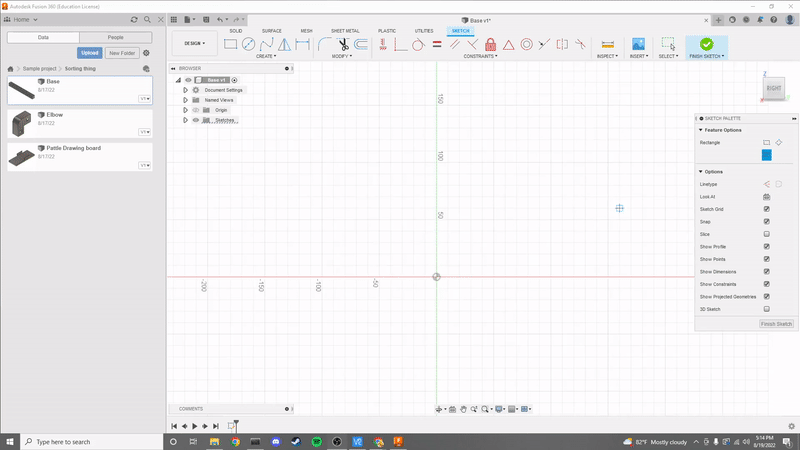 Autodesk Fusion 360 (Education License)
Home
Base v1*
Data
People
Upload
New Folder
Sample project
Sorting thing
Base
8/17/22
V1
Elbow
8/17/22
V1
Pattle Drawing board
8/17/22
V1
DESIGN
SOLID
SURFACE
MESH
SHEET METAL
PLASTIC
UTILITIES
SKETCH
CREATE
MODIFY
CONSTRAINTS
INSPECT
INSERT
SELECT
FINISH SKETCH
BROWSER
Base v1
Document Settings
Named Views
Origin
Sketches
150
100
50
-200
-150
-100
-50
Z
RIGHT
SKETCH PALETTE
Feature Options
Rectangle
Options
Linetype
Look At
Sketch Grid
Snap
Slice
Show Profile
Show Points
Show Dimensions
Show Constraints
Show Projected Geometries
3D Sketch
Finish Sketch
COMMENTS
Type here to search
82°F Mostly cloudy
5:14 PM
8/19/2022